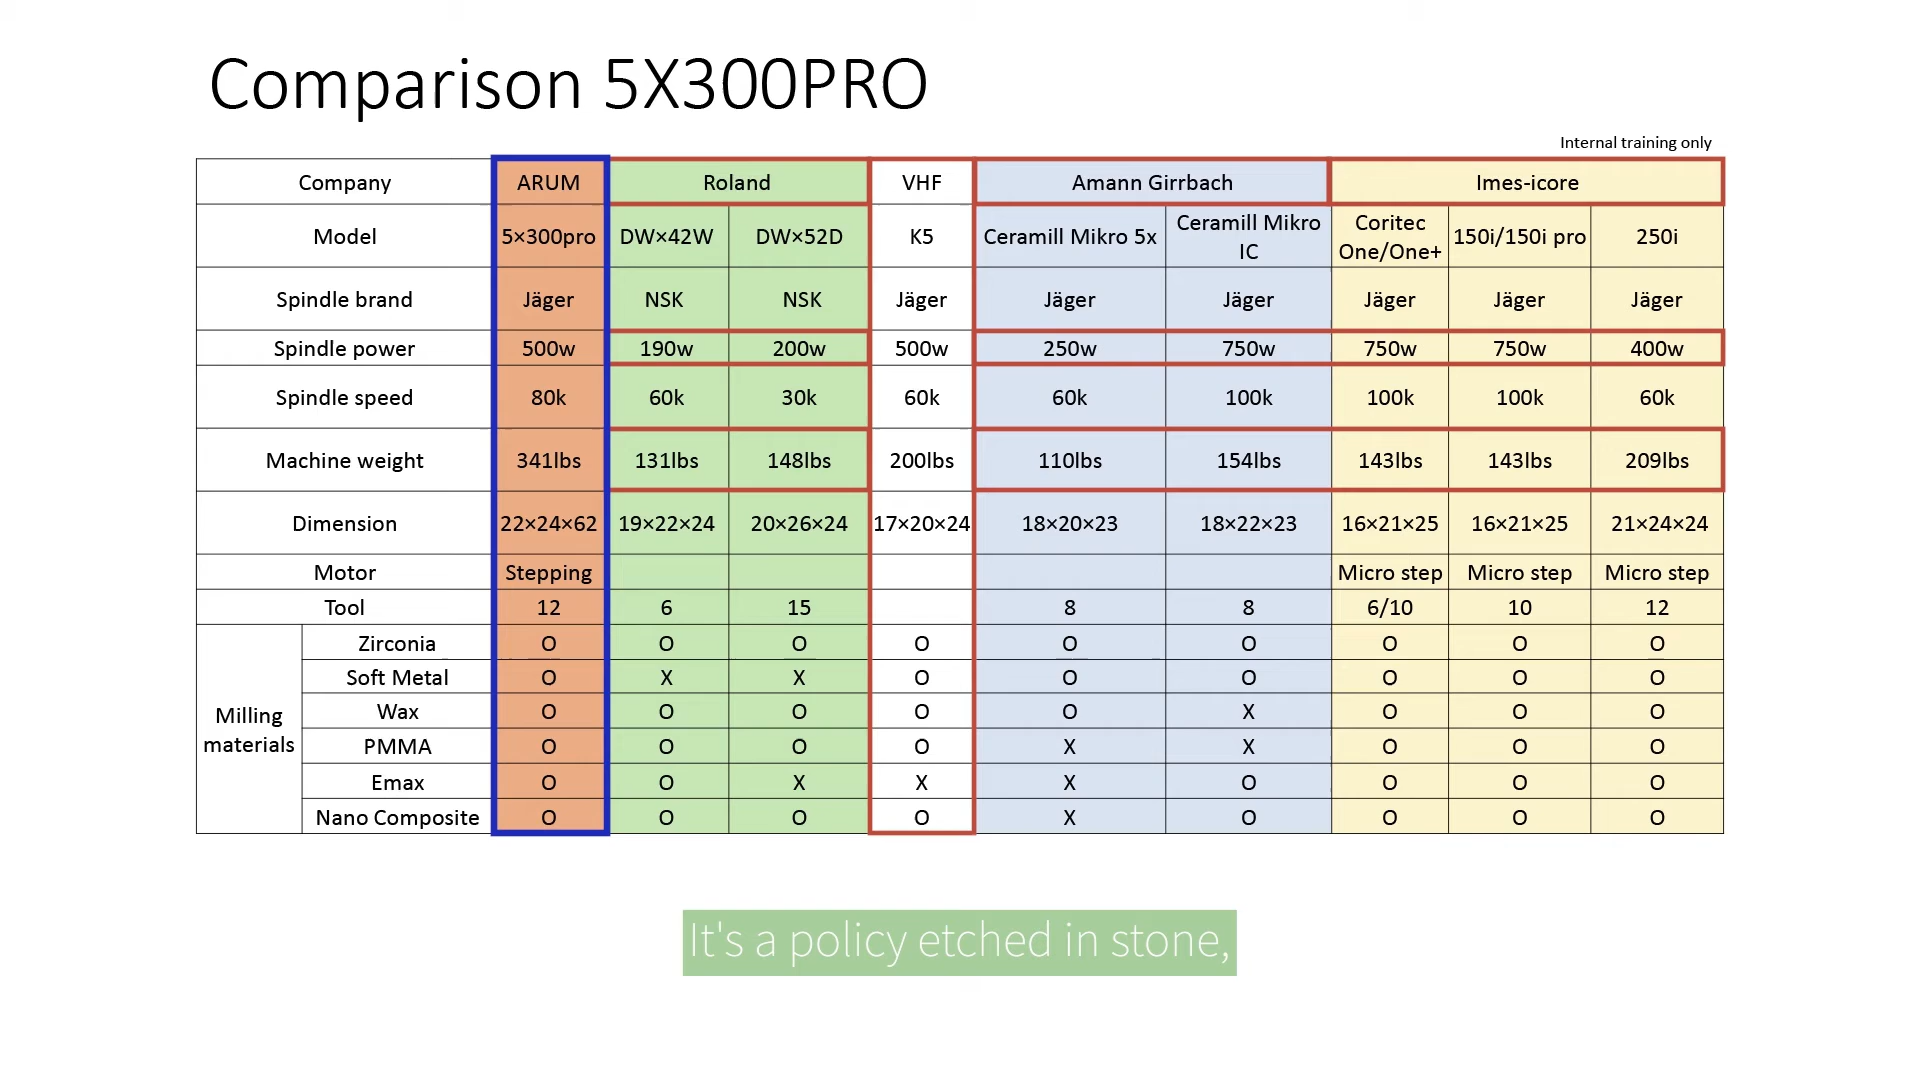 Comparison 5X300PRO
Internal training only
Company ARUM Roland VHF Amann Girrbach Imes-icore
Model 5×300pro DW×42W DW×52D K5 Ceramill Mikro 5x Ceramill Mikro IC Coritec One/One+ 150i/150i pro 250i
Spindle brand Jäger NSK NSK Jäger Jäger Jäger Jäger Jäger Jäger
Spindle power 500w 190w 200w 500w 250w 750w 750w 750w 400w
Spindle speed 80k 60k 30k 60k 60k 100k 100k 100k 60k
Machine weight 341lbs 131lbs 148lbs 200lbs 110lbs 154lbs 143lbs 143lbs 209lbs
Dimension 22×24×62 19×22×24 20×26×24 17×20×24 18×20×23 18×22×23 16×21×25 16×21×25 21×24×24
Motor Stepping Micro step Micro step Micro step
Tool 12 6 15 8 8 6/10 10 12
Milling materials
Zirconia O O O O O O O O O
Soft Metal O X X O O O O O O
Wax O O O O O X O O O
PMMA O O O O X X O O O
Emax O O X X X O O O O
Nano Composite O O O O X O O O O
It's a policy etched in stone,